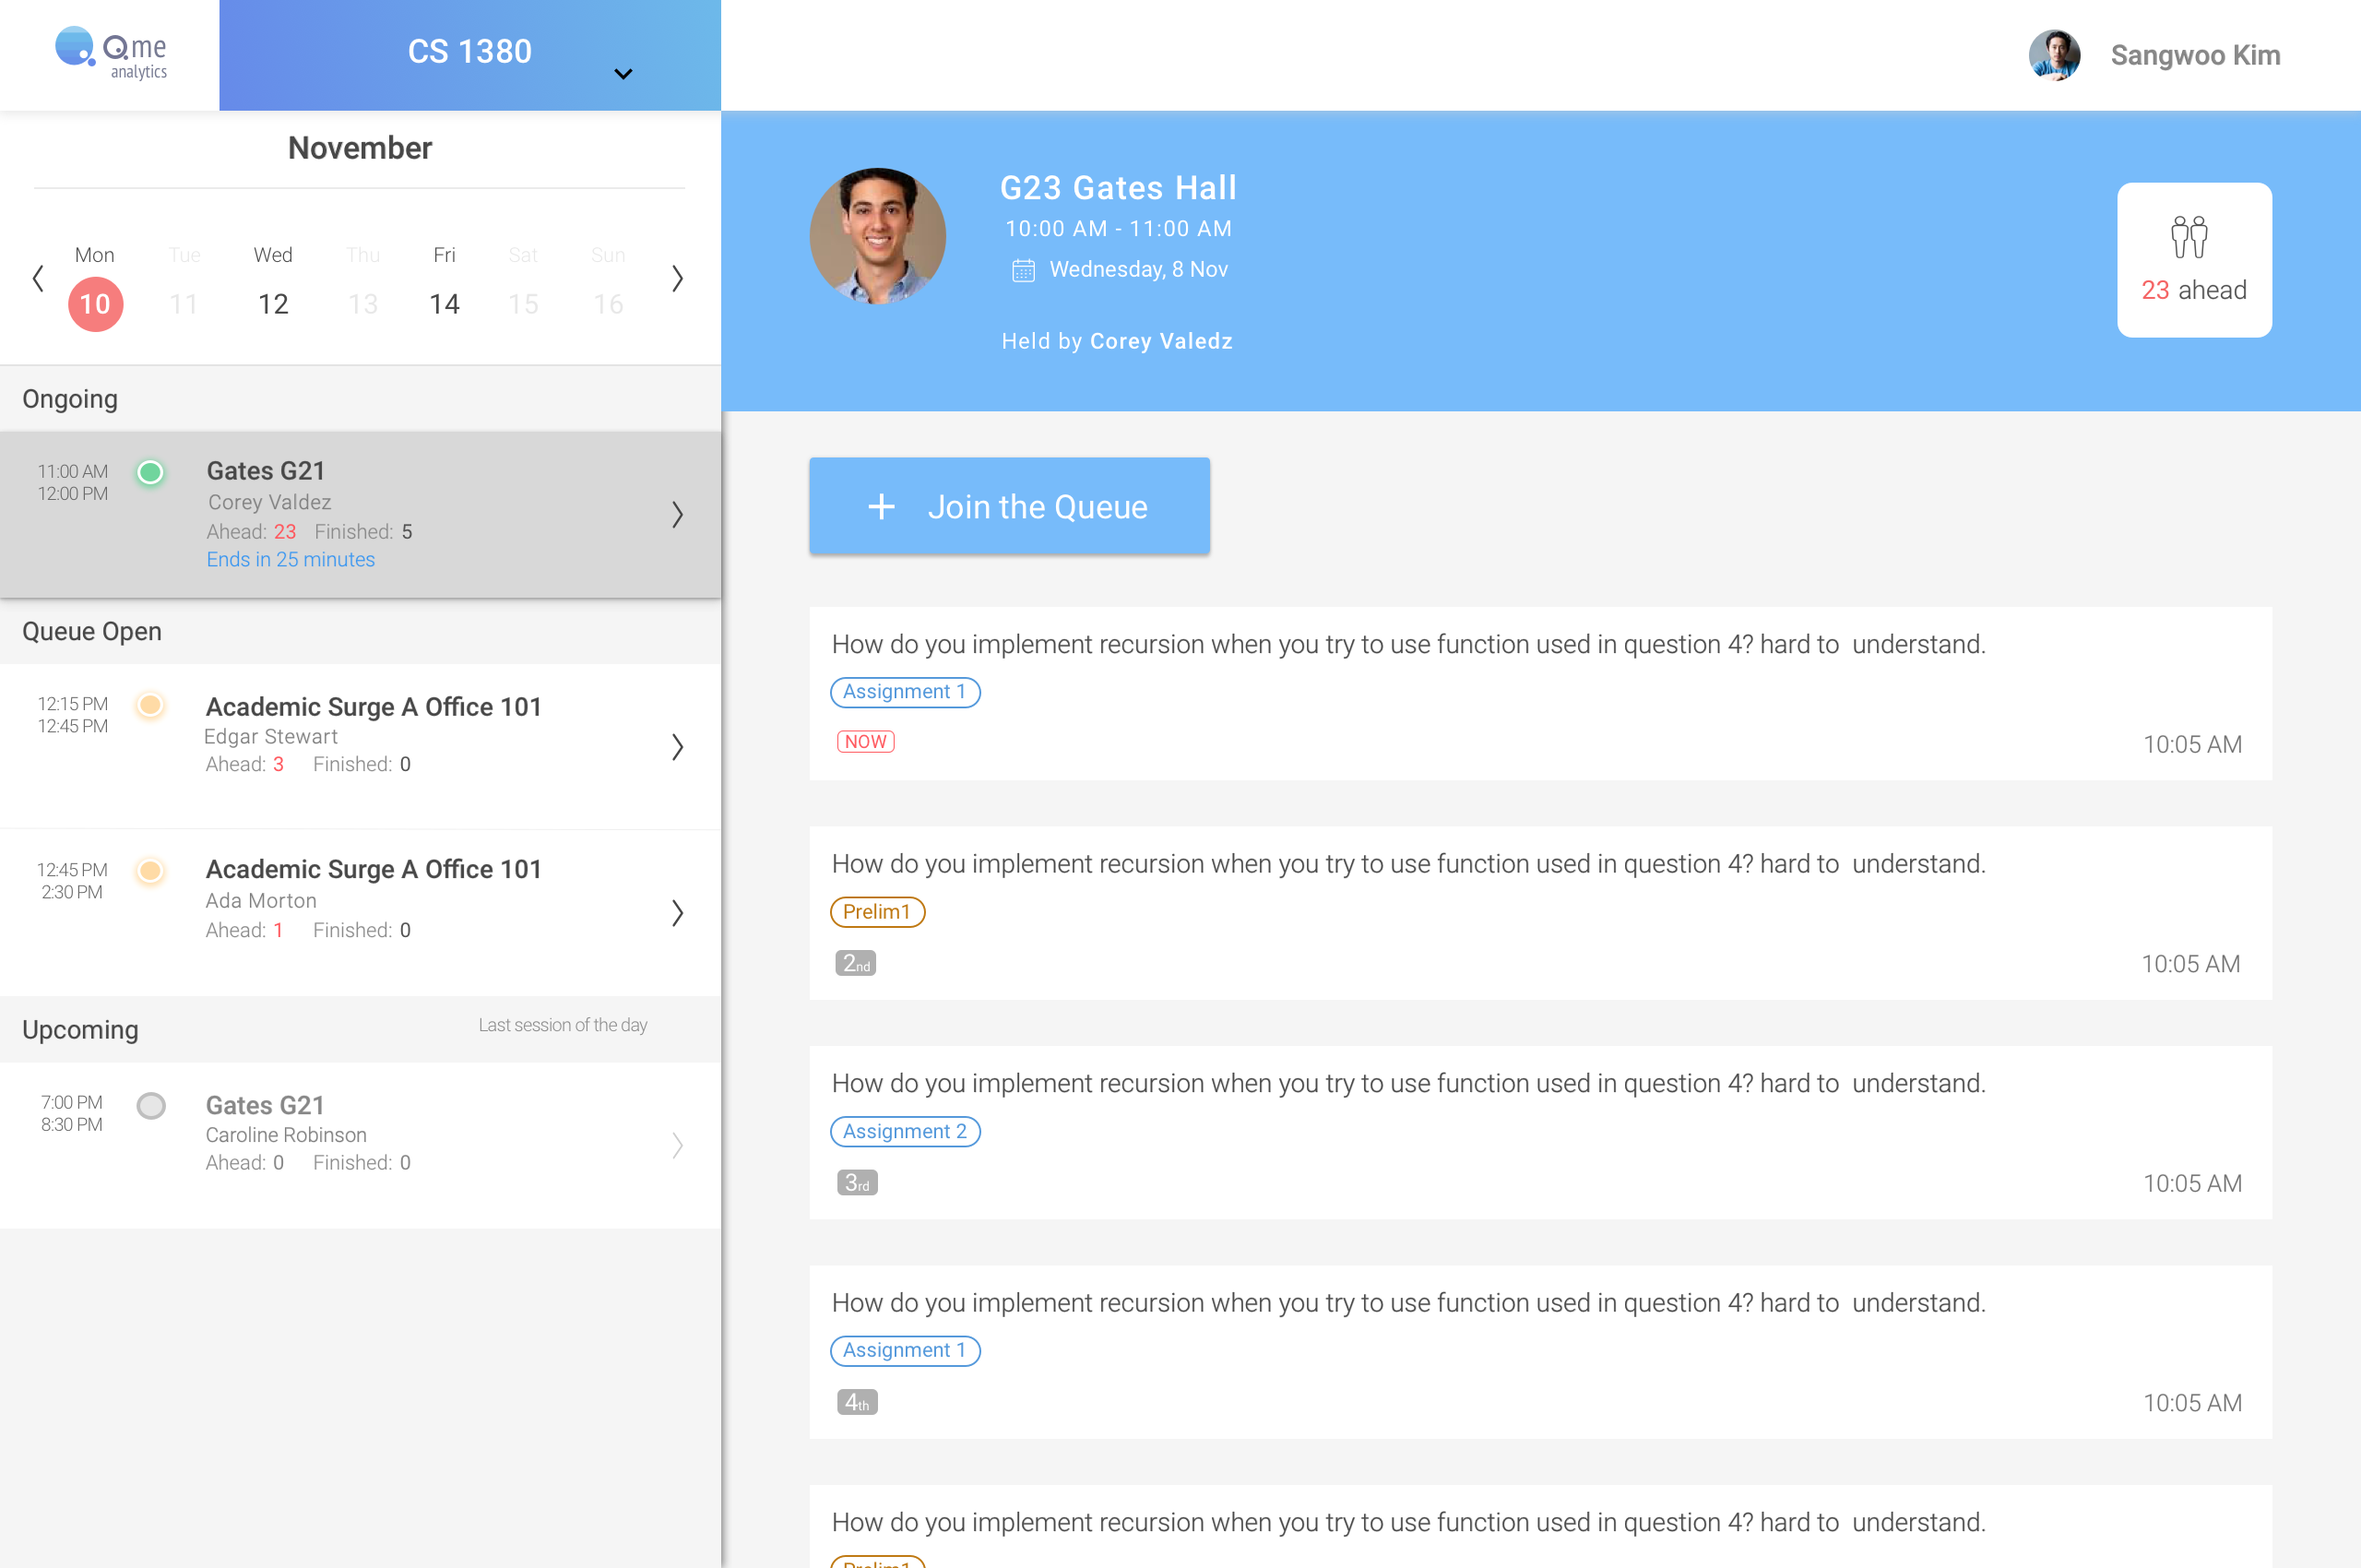 Qme
analytics
CS 1380
Sangwoo Kim
November
Mon Tue Wed Thu Fri Sat Sun
10 11 12 13 14 15 16
Ongoing
11:00 AM
12:00 PM
Gates G21
Corey Valdez
Ahead: 23 Finished: 5
Ends in 25 minutes
Queue Open
12:15 PM
12:45 PM
Academic Surge A Office 101
Edgar Stewart
Ahead: 3 Finished: 0
12:45 PM
2:30 PM
Academic Surge A Office 101
Ada Morton
Ahead: 1 Finished: 0
Upcoming
Last session of the day
7:00 PM
8:30 PM
Gates G21
Caroline Robinson
Ahead: 0 Finished: 0
G23 Gates Hall
10:00 AM - 11:00 AM
Wednesday, 8 Nov
Held by Corey Valedz
23 ahead
+ Join the Queue
How do you implement recursion when you try to use function used in question 4? hard to  understand.
Assignment 1
NOW
10:05 AM
How do you implement recursion when you try to use function used in question 4? hard to  understand.
Prelim1
2nd
10:05 AM
How do you implement recursion when you try to use function used in question 4? hard to  understand.
Assignment 2
3rd
10:05 AM
How do you implement recursion when you try to use function used in question 4? hard to  understand.
Assignment 1
4th
10:05 AM
How do you implement recursion when you try to use function used in question 4? hard to  understand.
Prelim1